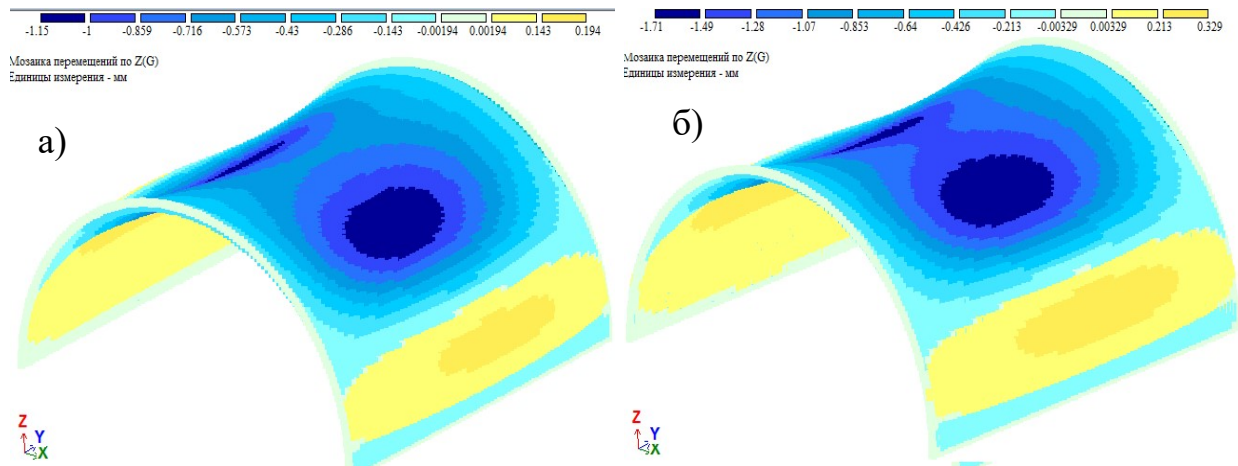 -1.15 -1 -0.859 -0.716 -0.573 -0.43 -0.286 -0.143 -0.00194 0.00194 0.143 0.194
Мозаика перемещений по Z(G)
Единицы измерения - мм
а)
Z
Y
X
-1.71 -1.49 -1.28 -1.07 -0.853 -0.64 -0.426 -0.213 -0.00329 0.00329 0.213 0.329
Мозаика перемещений по Z(G)
Единицы измерения - мм
б)
Z
Y
X